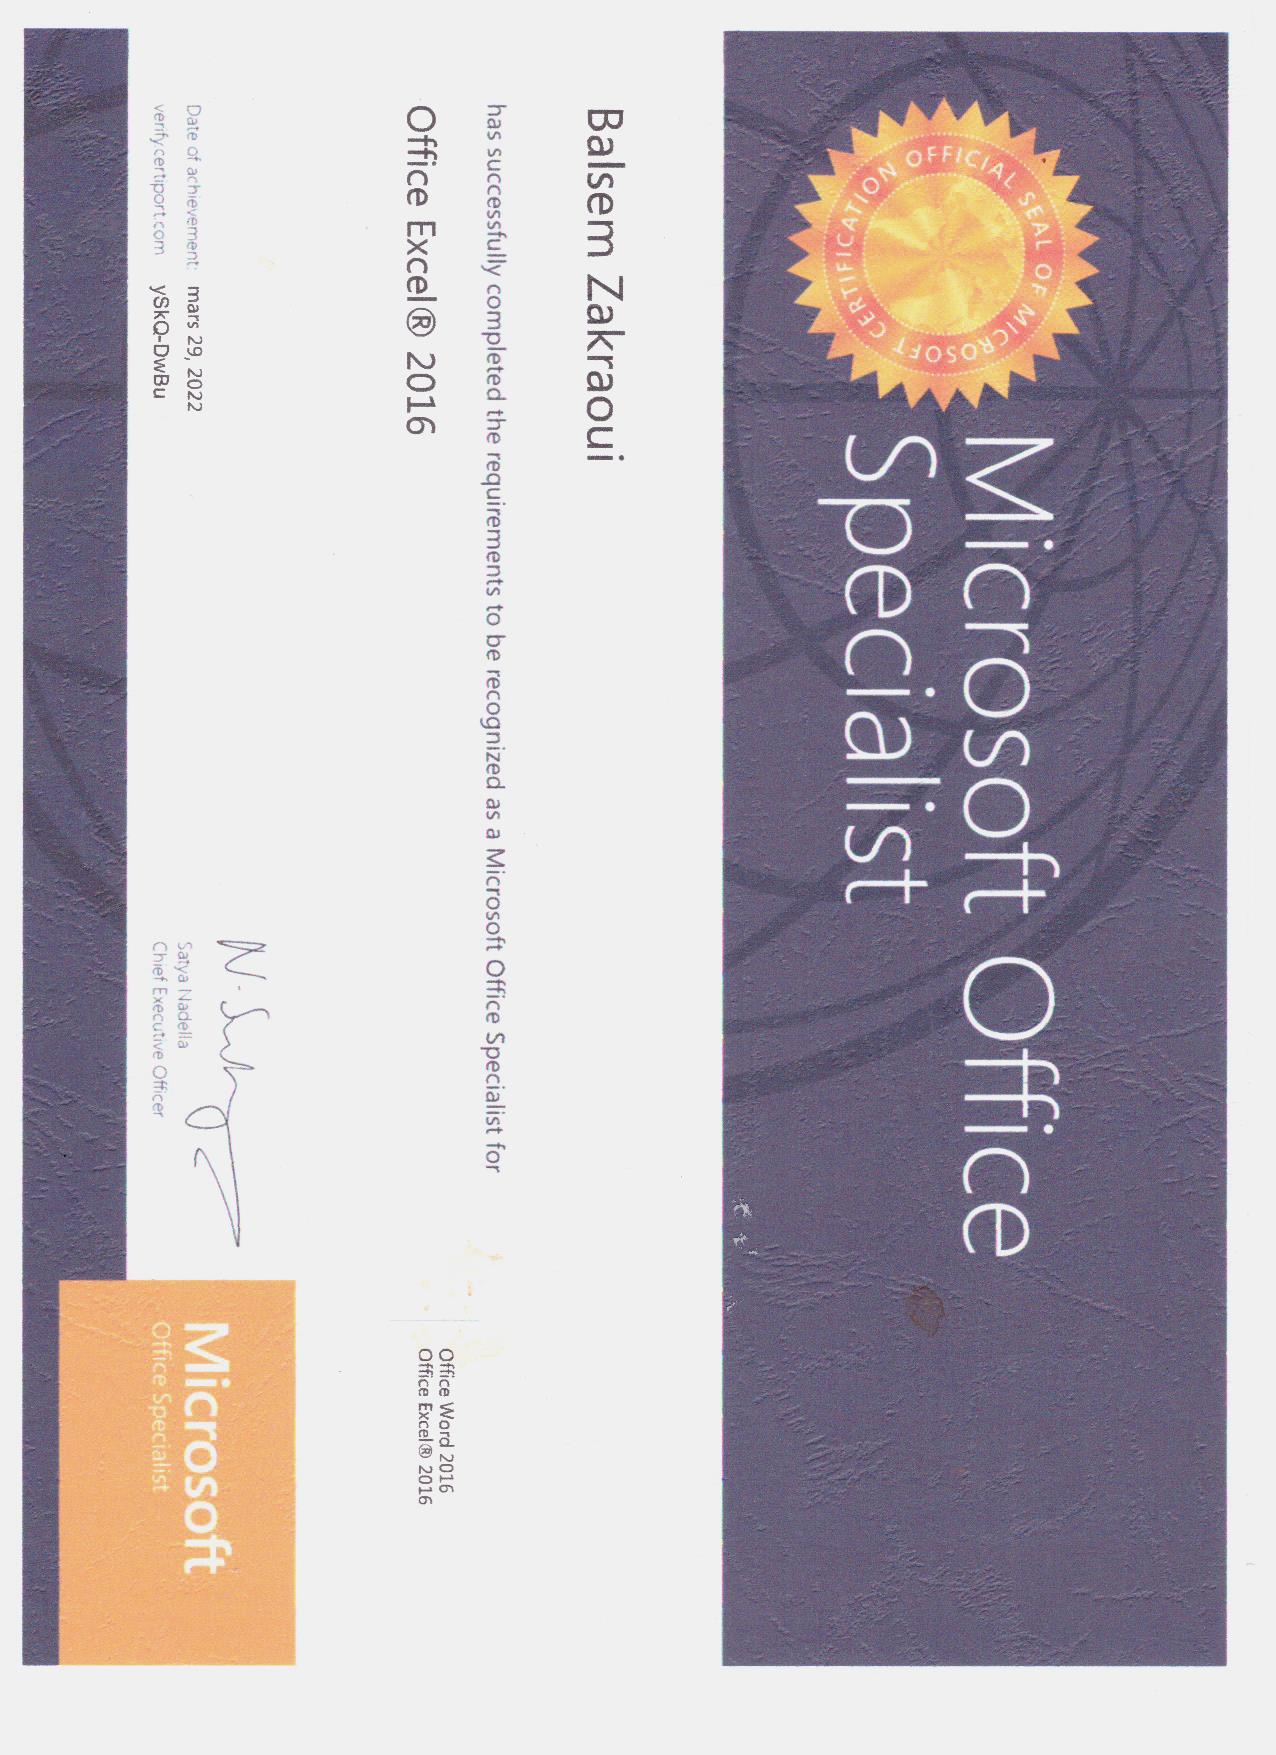 OFFICIAL SEAL OF MICROSOFT CERTIFICATION
Microsoft Office
Specialist
Balsem Zakraoui
has successfully completed the requirements to be recognized as a Microsoft Office Specialist for
Office Excel® 2016
Office Word 2016
Office Excel® 2016
Date of achievement: mars 29, 2022
verify.certiport.com ySkQ-DwBu
Satya Nadella
Chief Executive Officer
Microsoft
Office Specialist